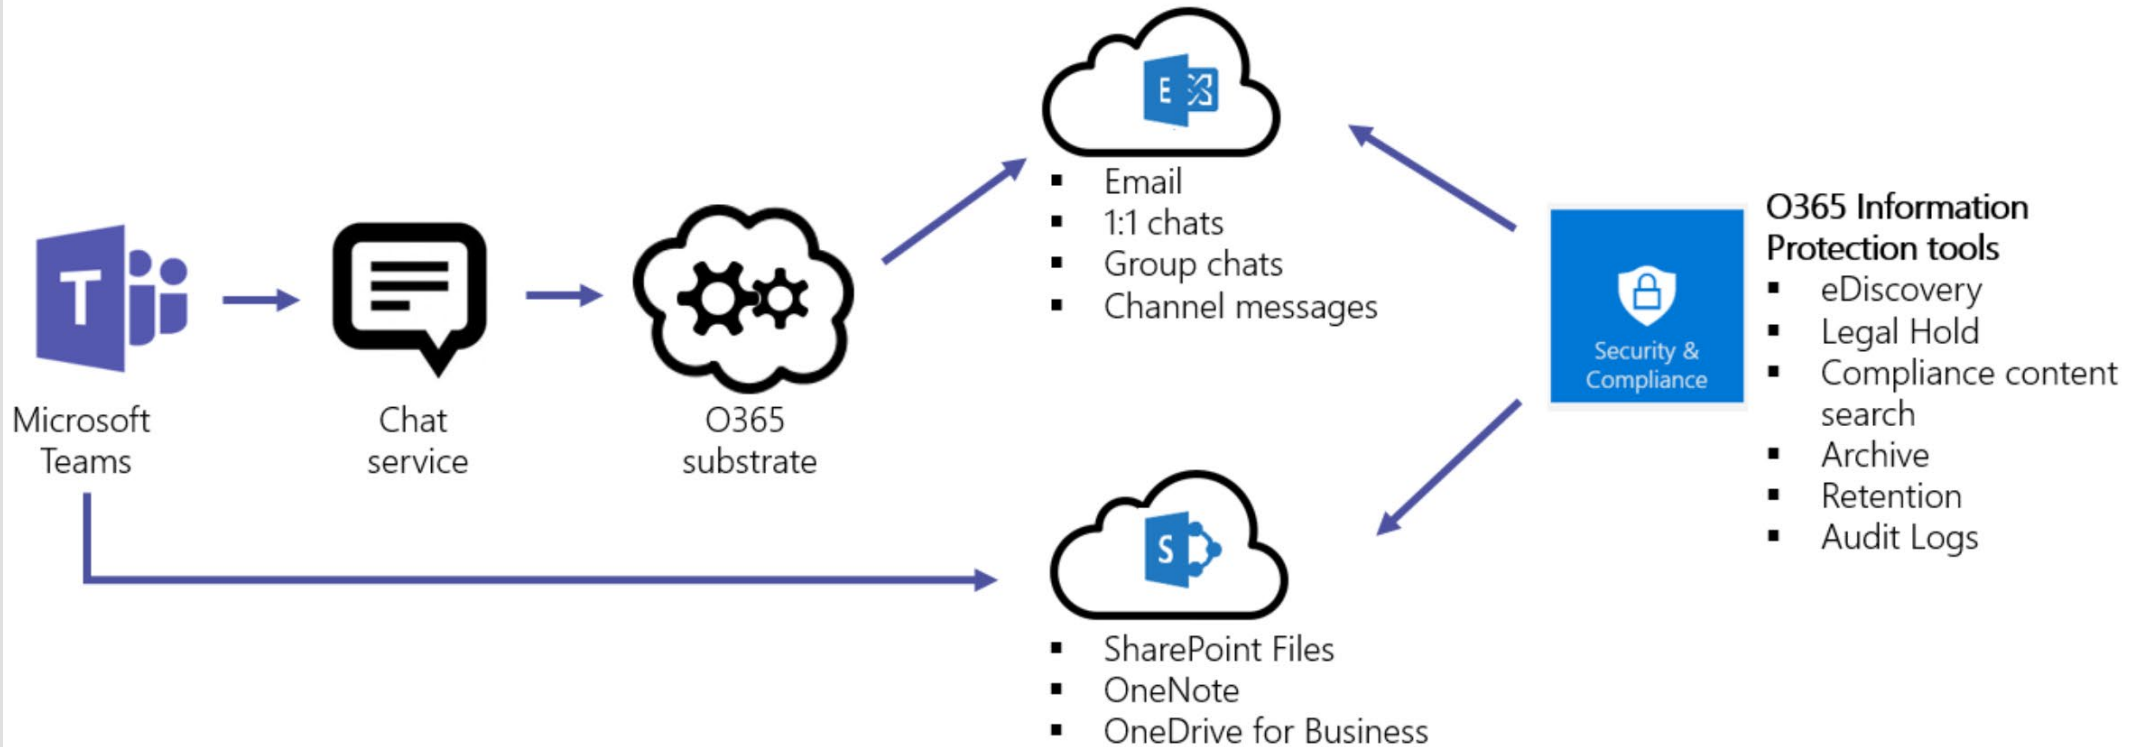 T
Microsoft
Teams
Chat
service
O365
substrate
E
▪ Email
▪ 1:1 chats
▪ Group chats
▪ Channel messages
S
▪ SharePoint Files
▪ OneNote
▪ OneDrive for Business
Security &
Compliance
O365 Information
Protection tools
▪ eDiscovery
▪ Legal Hold
▪ Compliance content
search
▪ Archive
▪ Retention
▪ Audit Logs